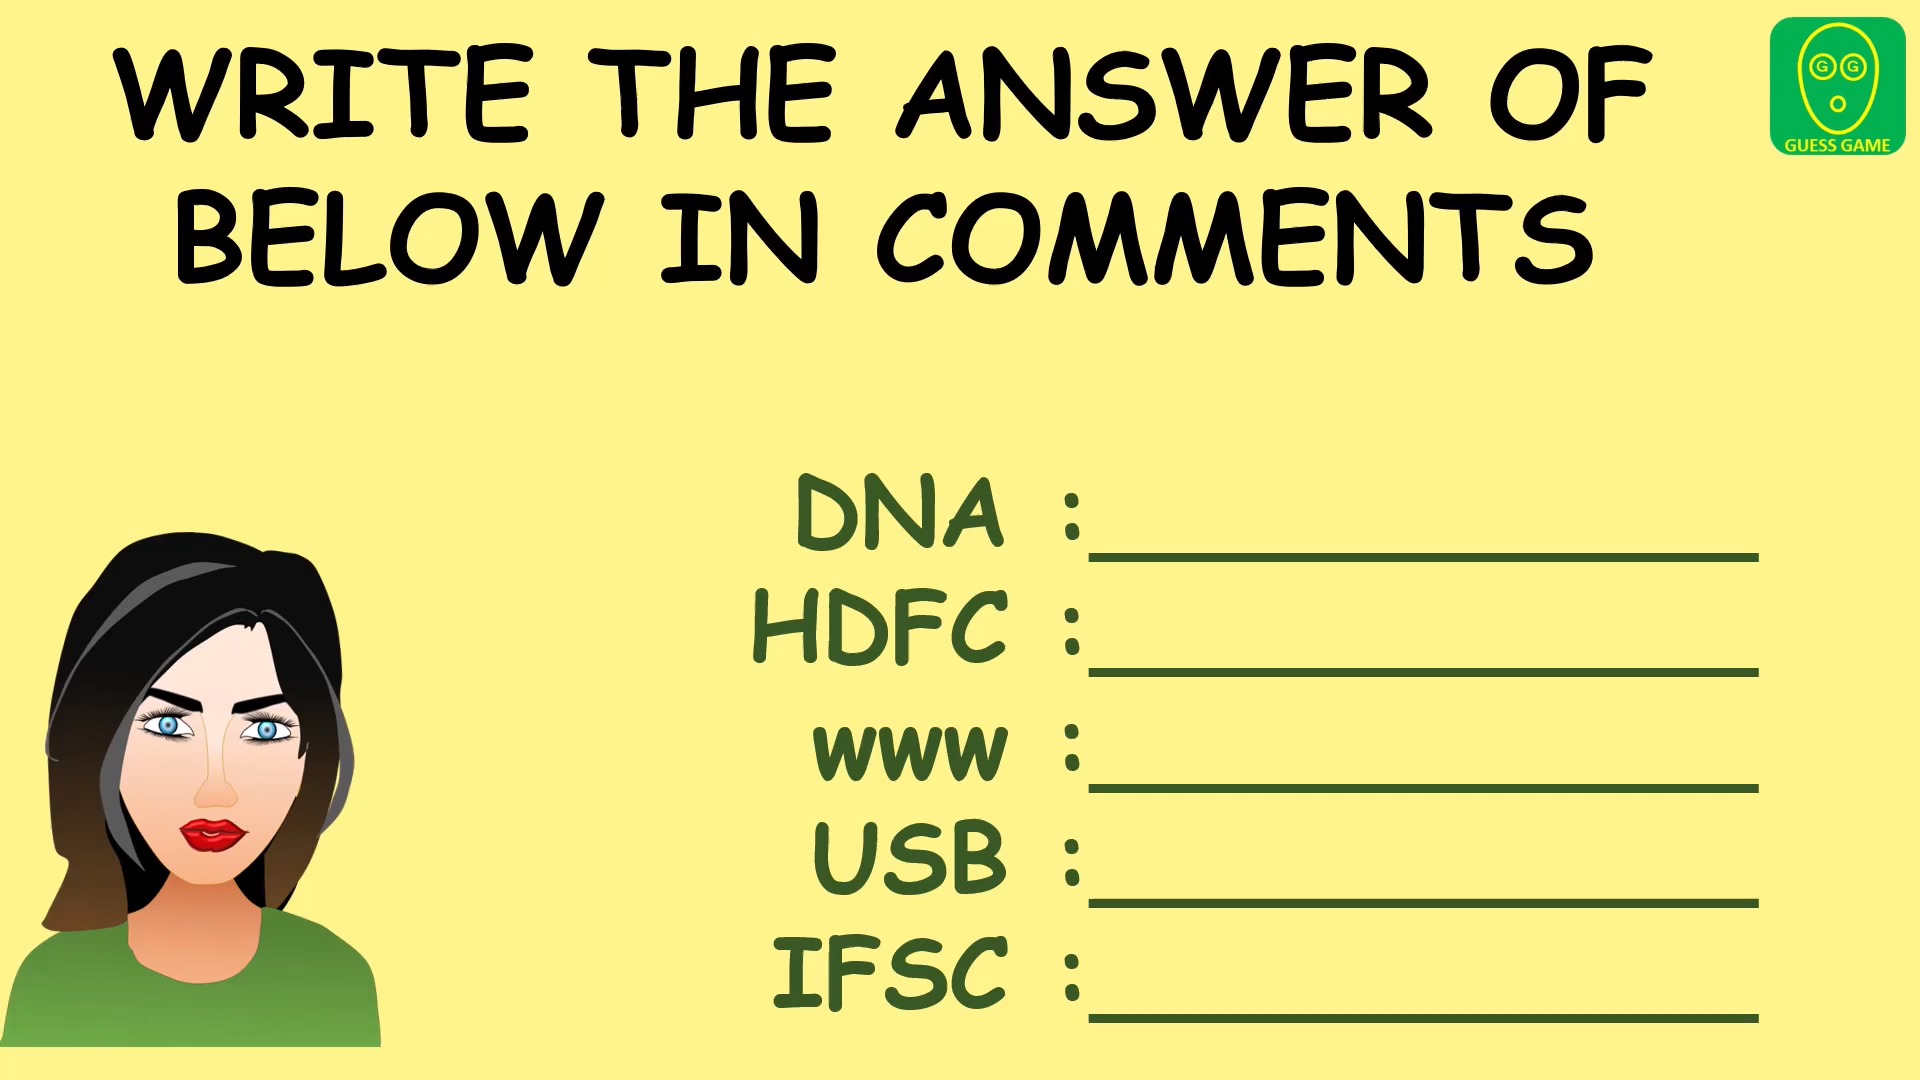 WRITE THE ANSWER OF
BELOW IN COMMENTS
G G
GUESS GAME
DNA :
HDFC :
WWW :
USB :
IFSC :